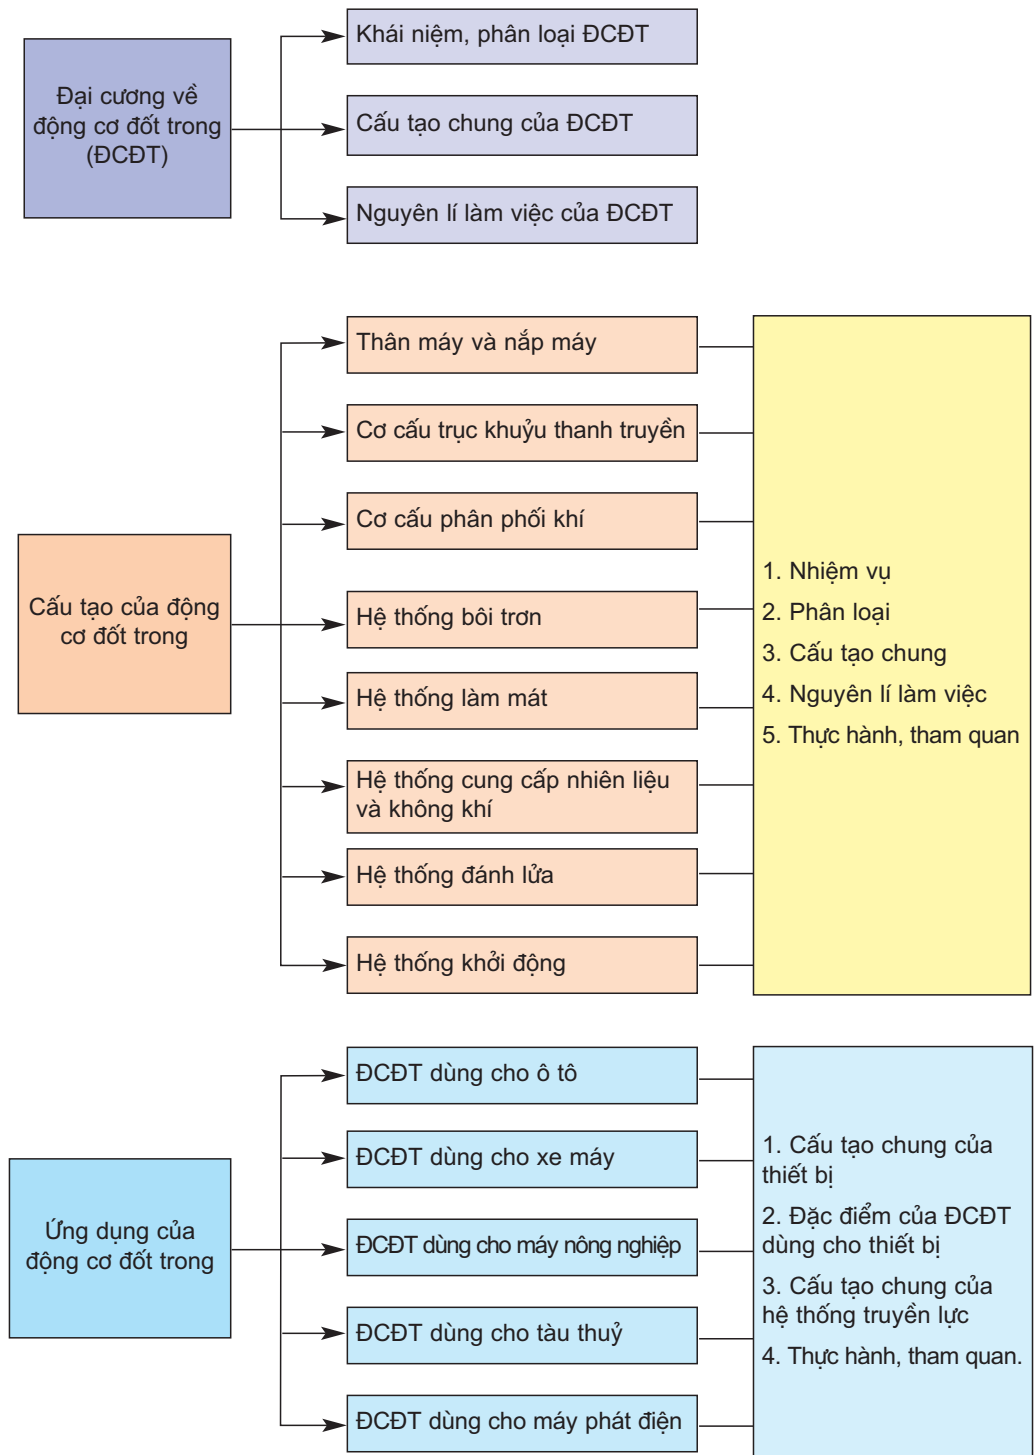 Đại cương về
động cơ đốt trong
(ĐCĐT)
Khái niệm, phân loại ĐCĐT
Cấu tạo chung của ĐCĐT
Nguyên lí làm việc của ĐCĐT
Cấu tạo của động
cơ đốt trong
Thân máy và nắp máy
Cơ cấu trục khuỷu thanh truyền
Cơ cấu phân phối khí
Hệ thống bôi trơn
Hệ thống làm mát
Hệ thống cung cấp nhiên liệu
và không khí
Hệ thống đánh lửa
Hệ thống khởi động
1. Nhiệm vụ
2. Phân loại
3. Cấu tạo chung
4. Nguyên lí làm việc
5. Thực hành, tham quan
Ứng dụng của
động cơ đốt trong
ĐCĐT dùng cho ô tô
ĐCĐT dùng cho xe máy
ĐCĐT dùng cho máy nông nghiệp
ĐCĐT dùng cho tàu thuỷ
ĐCĐT dùng cho máy phát điện
1. Cấu tạo chung của
thiết bị
2. Đặc điểm của ĐCĐT
dùng cho thiết bị
3. Cấu tạo chung của
hệ thống truyền lực
4. Thực hành, tham quan.